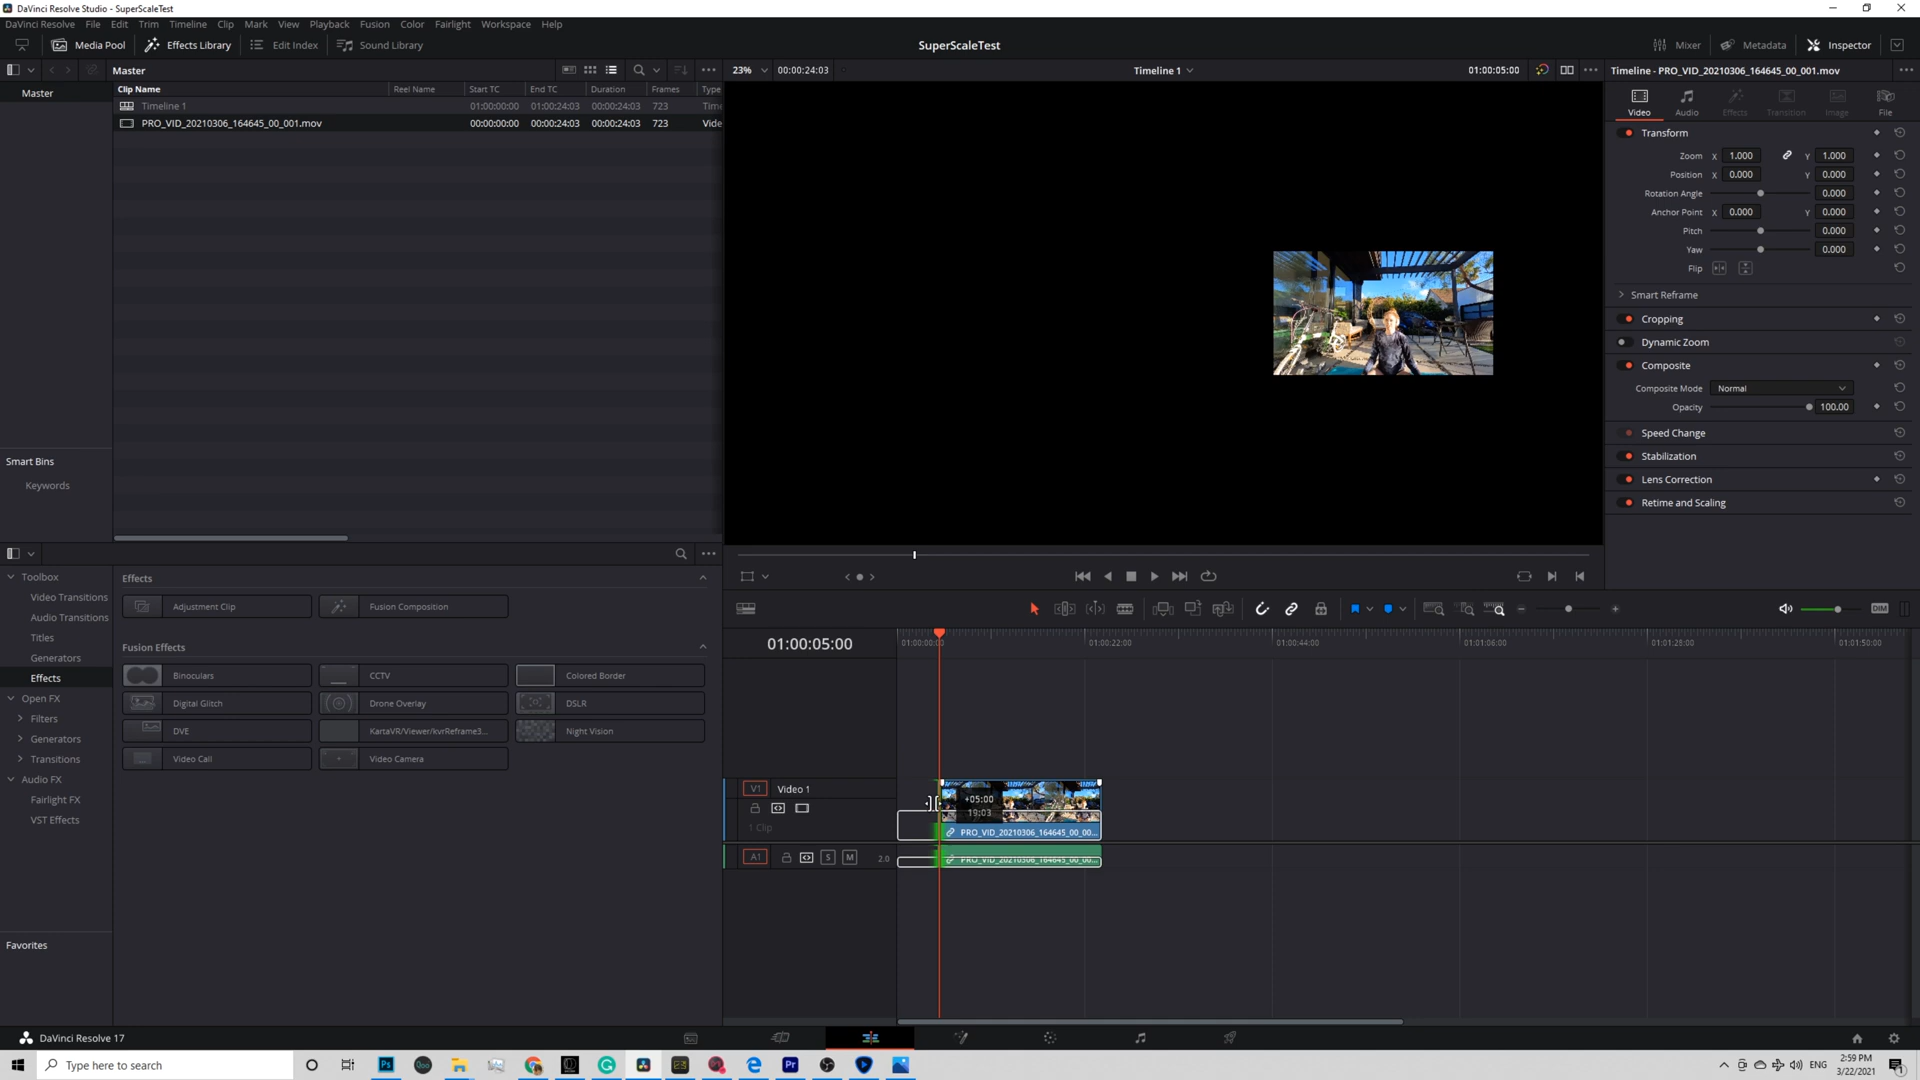 DaVinci Resolve Studio - SuperScaleTest
DaVinci Resolve File Edit Trim Timeline Clip Mark View Playback Fusion Color Fairlight Workspace Help
Media Pool Effects Library Edit Index Sound Library SuperScaleTest Mixer Metadata Inspector
Master 23% 00:00:24:03 Timeline 1 01:00:05:00 Timeline - PRO_VID_20210306_164645_00_001.mov
Master
Clip Name Reel Name Start TC End TC Duration Frames Type
Timeline 1 01:00:00:00 01:00:24:03 00:00:24:03 723 Time
PRO_VID_20210306_164645_00_001.mov 00:00:00:00 00:00:24:03 00:00:24:03 723 Vide
Smart Bins
Keywords
Video Audio Effects Transition Image File
Transform
Zoom X 1.000 Y 1.000
Position X 0.000 Y 0.000
Rotation Angle 0.000
Anchor Point X 0.000 Y 0.000
Pitch 0.000
Yaw 0.000
Flip
Smart Reframe
Cropping
Dynamic Zoom
Composite
Composite Mode Normal
Opacity 100.00
Speed Change
Stabilization
Lens Correction
Retime and Scaling
Toolbox
Video Transitions
Audio Transitions
Titles
Generators
Effects
Open FX
Filters
Generators
Transitions
Audio FX
Fairlight FX
VST Effects
Favorites
Effects
Adjustment Clip Fusion Composition
Fusion Effects
Binoculars CCTV Colored Border
Digital Glitch Drone Overlay DSLR
DVE KartaVR/Viewer/kvrReframe3... Night Vision
Video Call Video Camera
DIM
01:00:05:00 01:00:00:00 01:00:22:00 01:00:44:00 01:01:06:00 01:01:28:00 01:01:50:00
V1 Video 1
1 Clip
+05:00
19:03
PRO_VID_20210306_164645_00_00...
A1 S M 2.0 PRO_VID_20210306_164645_00_00...
DaVinci Resolve 17
Type here to search
Ps Pr
ENG 2:59 PM
3/22/2021
1